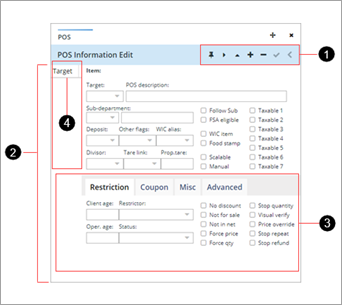 POS
POS Information Edit
1
Target
Item:
Target: POS description:
4
Sub-department:
Follow Sub
Taxable 1
FSA eligible
Taxable 2
Deposit: Other flags: WIC alias:
Taxable 3
WIC item
Taxable 4
Food stamp
Taxable 5
2
Divisor: Tare link: Prop.tare:
Scalable
Taxable 6
Manual
Taxable 7
Restriction Coupon Misc Advanced
Client age: Restrictor:
No discount Stop quantity
Not for sale Visual verify
3
Not in net Price override
Oper. age: Status:
Force price Stop repeat
Force qty Stop refund